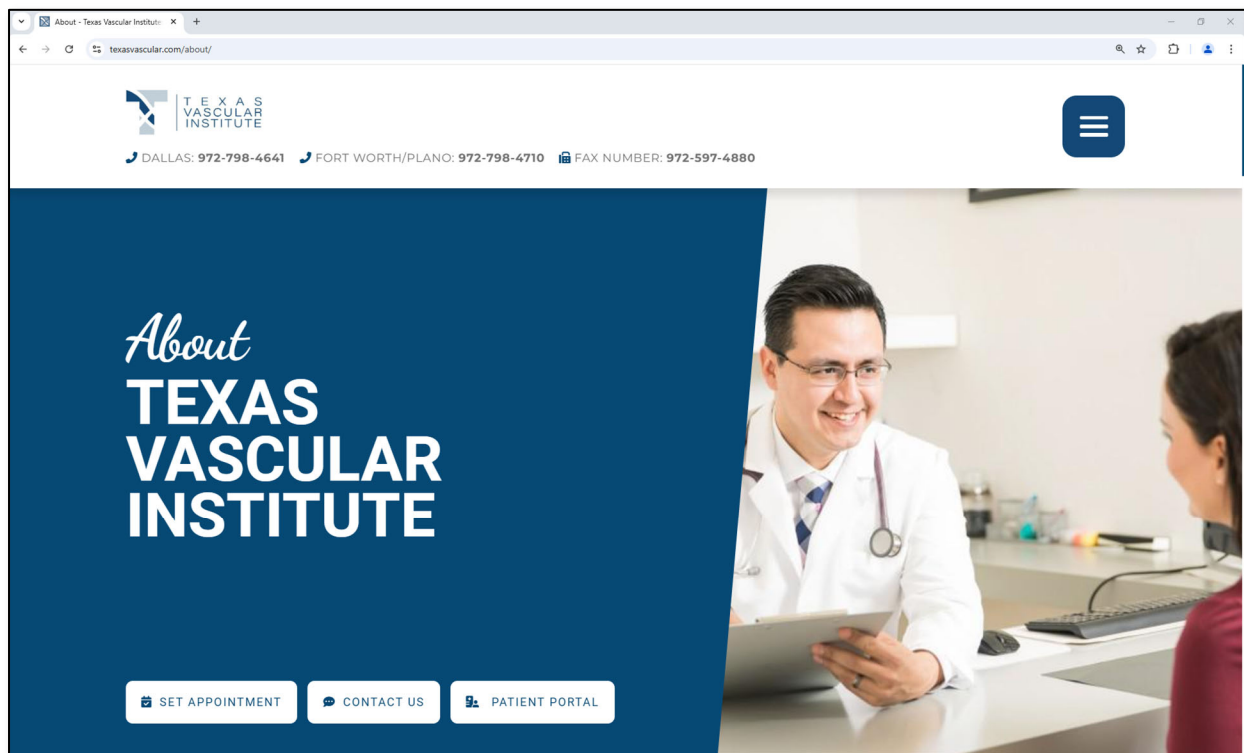 About - Texas Vascular Institute
texasvascular.com/about/
TEXAS
VASCULAR
INSTITUTE
DALLAS: 972-798-4641 FORT WORTH/PLANO: 972-798-4710 FAX NUMBER: 972-597-4880
About
TEXAS
VASCULAR
INSTITUTE
SET APPOINTMENT CONTACT US PATIENT PORTAL